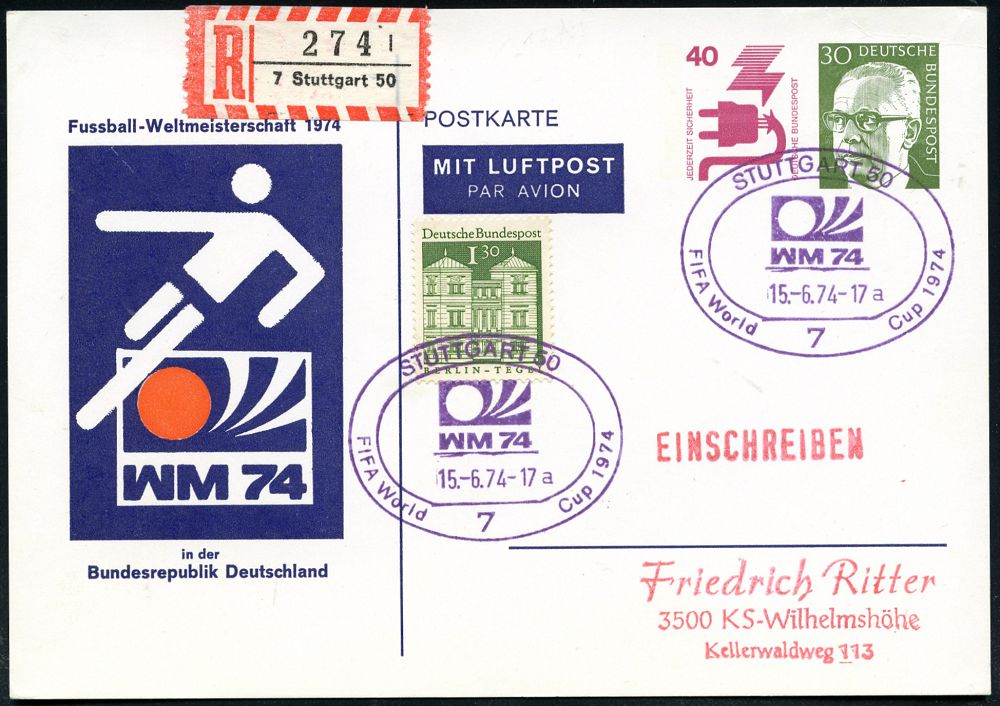 R
274
7 Stuttgart 50
Fussball-Weltmeisterschaft 1974
WM 74
in der
Bundesrepublik Deutschland
POSTKARTE
MIT LUFTPOST
PAR AVION
40
JEDERZEIT SICHERHEIT
DEUTSCHE BUNDESPOST
30 DEUTSCHE
BUNDESPOST
Deutsche Bundespost
1 30
BERLIN-TEGEL
STUTTGART 50
WM 74
15.-6.74-17 a
FIFA World
Cup 1974
7
STUTTGART 50
WM 74
15.-6.74-17 a
FIFA World
Cup 1974
7
EINSCHREIBEN
Friedrich Ritter
3500 KS-Wilhelmshöhe
Kellerwaldweg 113